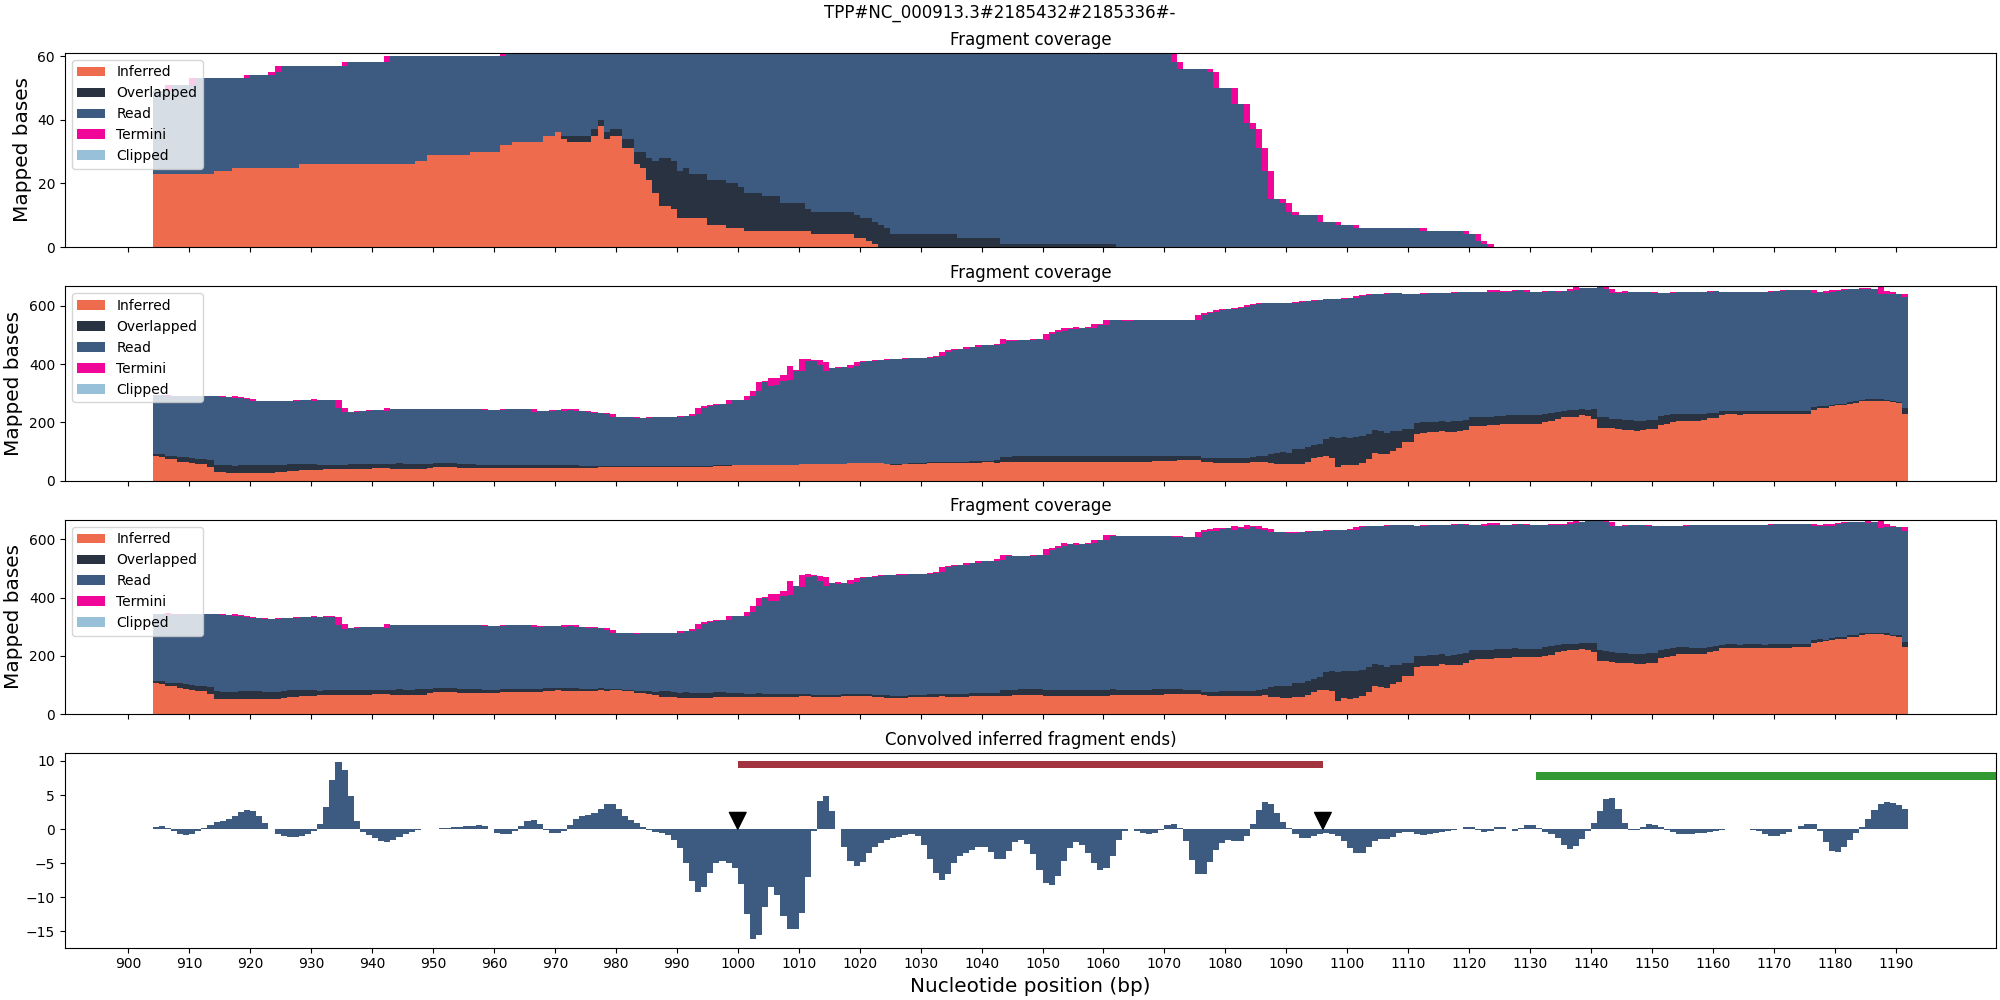 TPP#NC_000913.3#2185432#2185336#-
Fragment coverage
Mapped bases
60
40
20
0
Inferred
Overlapped
Read
Termini
Clipped
Fragment coverage
Mapped bases
600
400
200
0
Inferred
Overlapped
Read
Termini
Clipped
Fragment coverage
Mapped bases
600
400
200
0
Inferred
Overlapped
Read
Termini
Clipped
Convolved inferred fragment ends)
10
5
0
−5
−10
−15
900 910 920 930 940 950 960 970 980 990 1000 1010 1020 1030 1040 1050 1060 1070 1080 1090 1100 1110 1120 1130 1140 1150 1160 1170 1180 1190
Nucleotide position (bp)